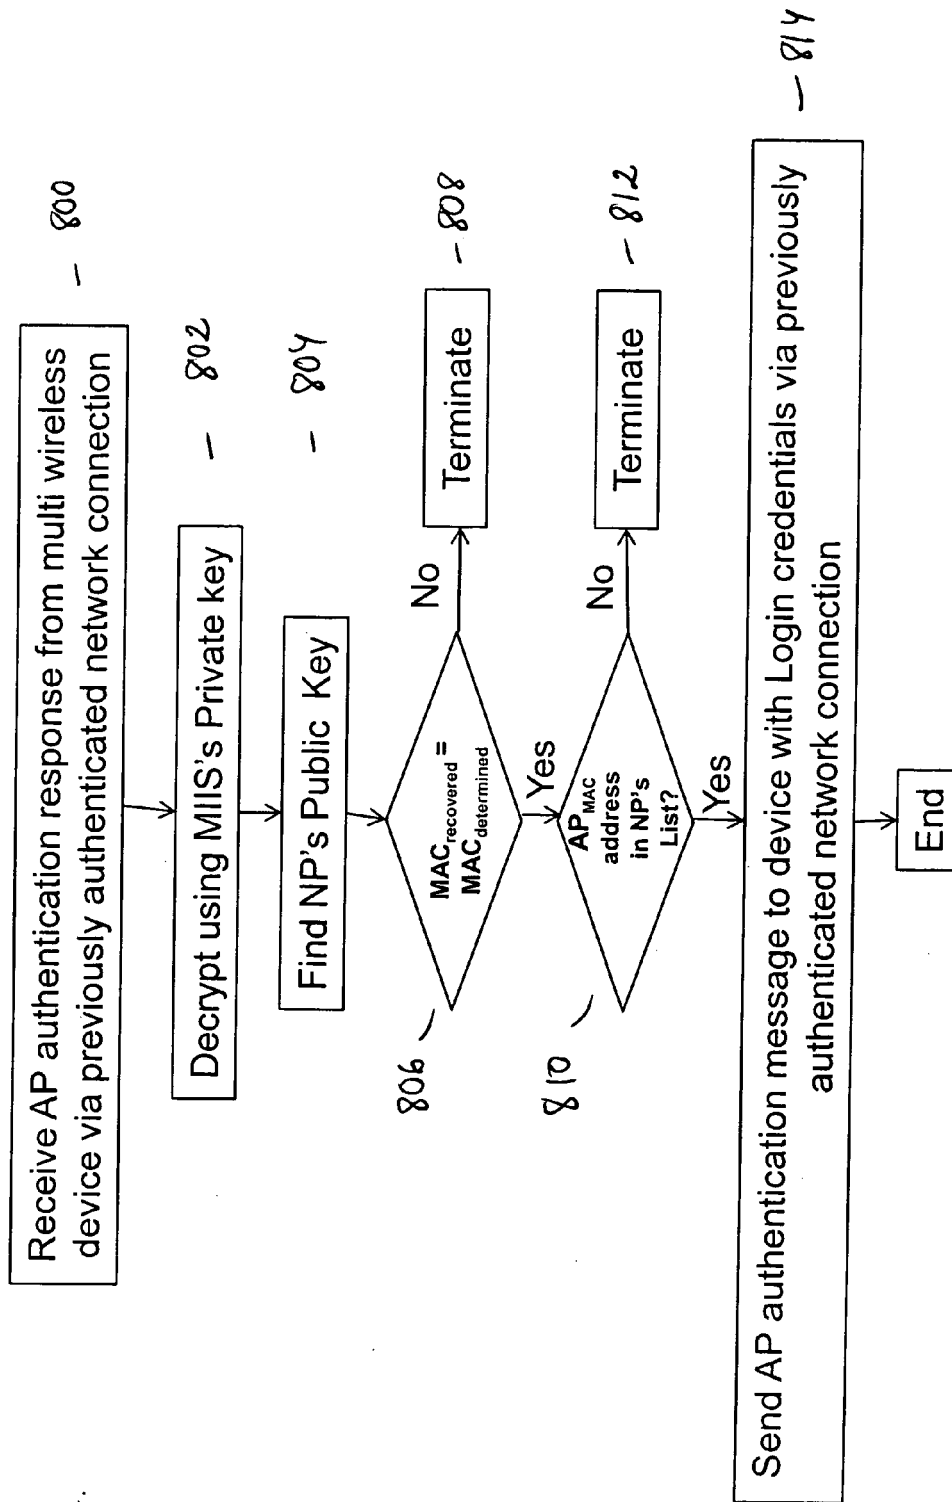 Receive AP authentication response from multi wireless
device via previously authenticated network connection
– 800
Decrypt using MIIS's Private key
– 802
Find NP's Public Key
– 804
806
MACrecovered =
MACdetermined
No
Terminate
– 808
Yes
810
APMAC
address
in NP's
List?
No
Terminate
– 812
Yes
Send AP authentication message to device with Login credentials via previously
authenticated network connection
– 814
End